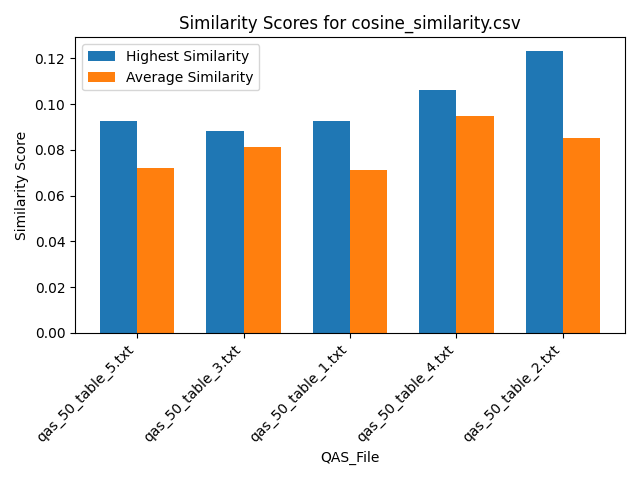 Similarity Scores for cosine_similarity.csv
Highest Similarity
Average Similarity
Similarity Score
0.12
0.10
0.08
0.06
0.04
0.02
0.00
qas_50_table_5.txt
qas_50_table_3.txt
qas_50_table_1.txt
qas_50_table_4.txt
qas_50_table_2.txt
QAS_File